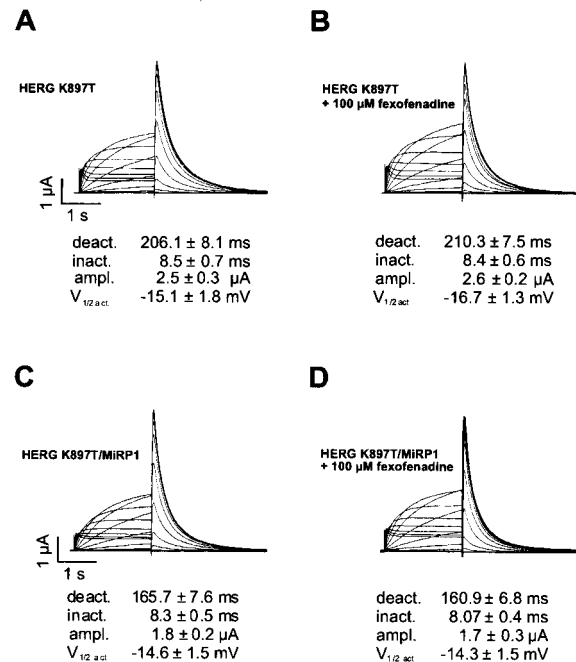 A
HERG K897T
1 µA
1 s
deact. 206.1 ± 8.1 ms
inact. 8.5 ± 0.7 ms
ampl. 2.5 ± 0.3 µA
V 1/2 act. -15.1 ± 1.8 mV
B
HERG K897T
+ 100 µM fexofenadine
deact. 210.3 ± 7.5 ms
inact. 8.4 ± 0.6 ms
ampl. 2.6 ± 0.2 µA
V 1/2 act -16.7 ± 1.3 mV
C
HERG K897T/MiRP1
1 µA
1 s
deact. 165.7 ± 7.6 ms
inact. 8.3 ± 0.5 ms
ampl. 1.8 ± 0.2 µA
V 1/2 act -14.6 ± 1.5 mV
D
HERG K897T/MiRP1
+ 100 µM fexofenadine
deact. 160.9 ± 6.8 ms
inact. 8.07 ± 0.4 ms
ampl. 1.7 ± 0.3 µA
V 1/2 act -14.3 ± 1.5 mV